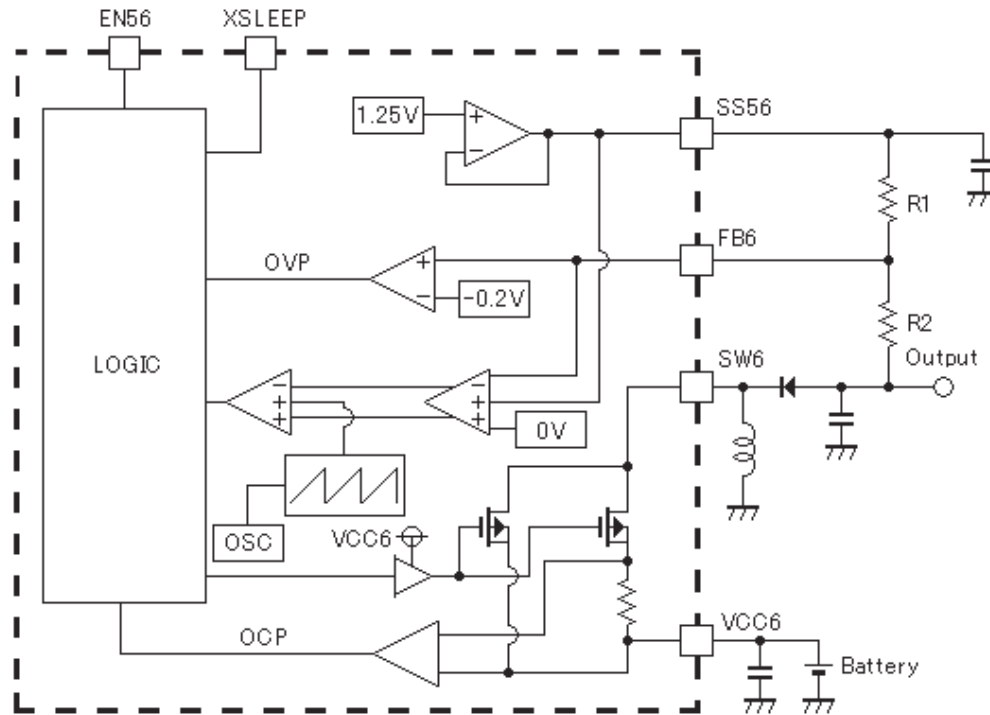 EN56
XSLEEP
1.25V
+
−
SS56
R1
FB6
OVP
+
−
−0.2V
R2
LOGIC
SW6
Output
−
+
+
−
+
+
0V
OSC
VCC6
OCP
VCC6
Battery